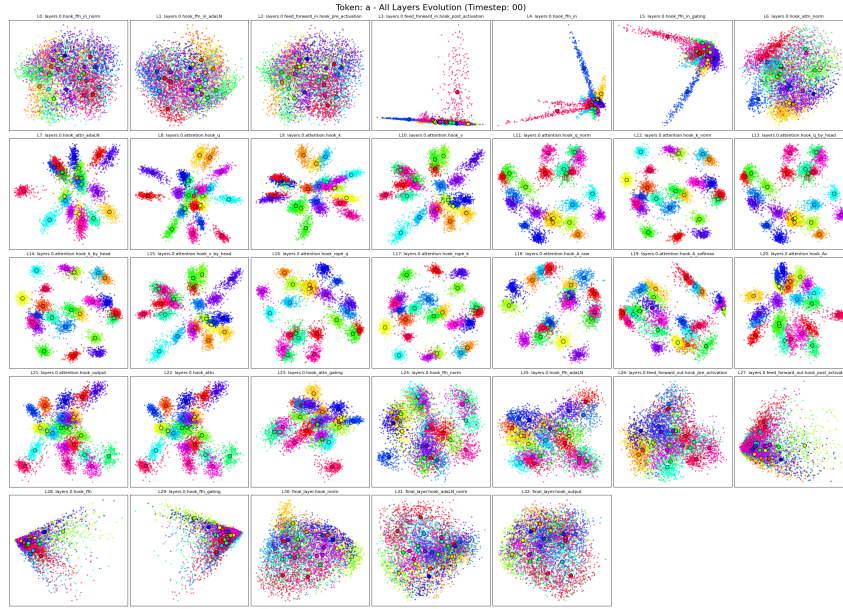 Token: a - All Layers Evolution (Timestep: 00)
L0: layers.0.hook_ffn_in_norm
L1: layers.0.hook_ffn_in_adaLN
L2: layers.0.feed_forward_in.hook_pre_activation
L3: layers.0.feed_forward_in.hook_post_activation
L4: layers.0.hook_ffn_in
L5: layers.0.hook_ffn_in_gating
L6: layers.0.hook_attn_norm
L7: layers.0.hook_attn_adaLN
L8: layers.0.attention.hook_q
L9: layers.0.attention.hook_k
L10: layers.0.attention.hook_v
L11: layers.0.attention.hook_q_norm
L12: layers.0.attention.hook_k_norm
L13: layers.0.attention.hook_q_by_head
L14: layers.0.attention.hook_k_by_head
L15: layers.0.attention.hook_v_by_head
L16: layers.0.attention.hook_rope_q
L17: layers.0.attention.hook_rope_k
L18: layers.0.attention.hook_A_raw
L19: layers.0.attention.hook_A_softmax
L20: layers.0.attention.hook_Av
L21: layers.0.attention.hook_output
L22: layers.0.hook_attn
L23: layers.0.hook_attn_gating
L24: layers.0.hook_ffn_norm
L25: layers.0.hook_ffn_adaLN
L26: layers.0.feed_forward_out.hook_pre_activation
L27: layers.0.feed_forward_out.hook_post_activat
L28: layers.0.hook_ffn
L29: layers.0.hook_ffn_gating
L30: final_layer.hook_norm
L31: final_layer.hook_adaLN_norm
L32: final_layer.hook_output